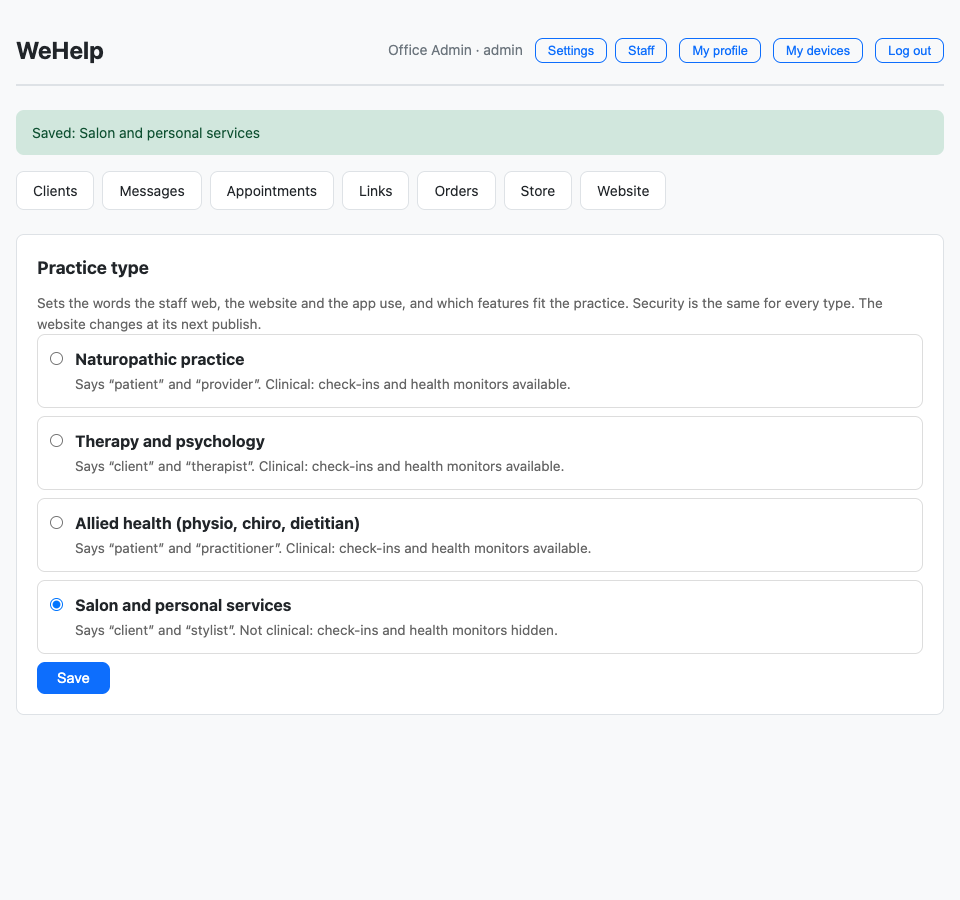 WeHelp
Office Admin · admin
Settings
Staff
My profile
My devices
Log out
Saved: Salon and personal services
Clients
Messages
Appointments
Links
Orders
Store
Website
Practice type
Sets the words the staff web, the website and the app use, and which features fit the practice. Security is the same for every type. The
website changes at its next publish.
Naturopathic practice
Says “patient” and “provider”. Clinical: check-ins and health monitors available.
Therapy and psychology
Says “client” and “therapist”. Clinical: check-ins and health monitors available.
Allied health (physio, chiro, dietitian)
Says “patient” and “practitioner”. Clinical: check-ins and health monitors available.
Salon and personal services
Says “client” and “stylist”. Not clinical: check-ins and health monitors hidden.
Save